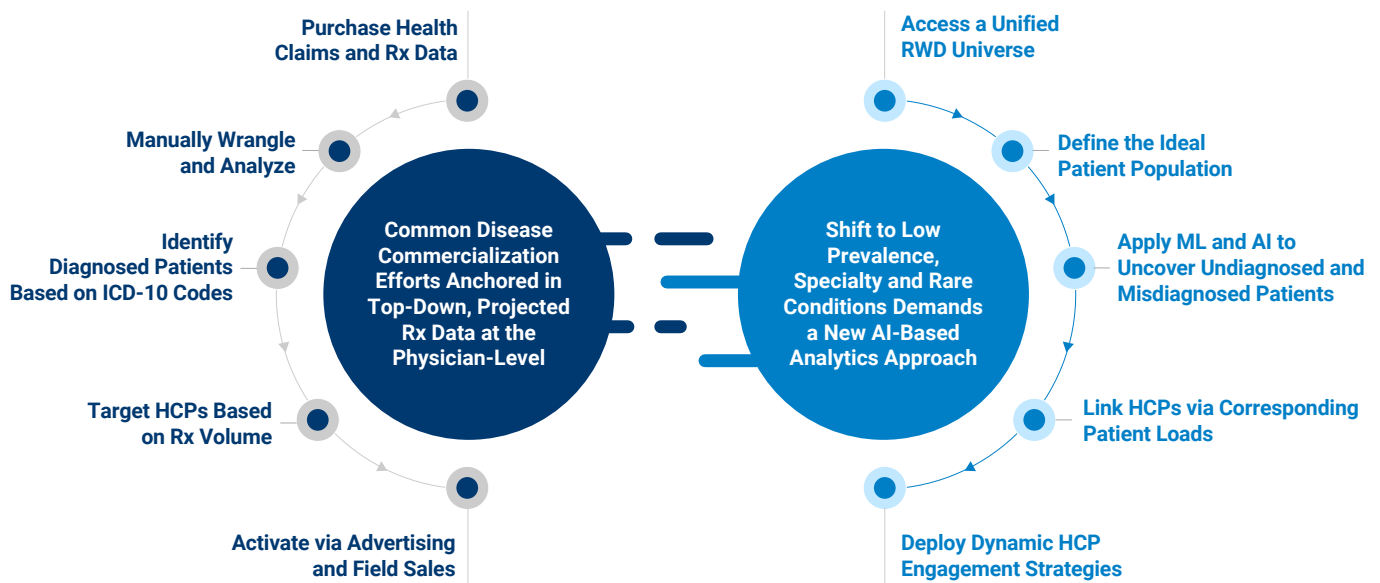 Purchase Health
Claims and Rx Data
Manually Wrangle
and Analyze
Identify
Diagnosed Patients
Based on ICD-10 Codes
Target HCPs Based
on Rx Volume
Activate via Advertising
and Field Sales
Common Disease
Commercialization
Efforts Anchored in
Top-Down, Projected
Rx Data at the
Physician-Level
Shift to Low
Prevalence,
Specialty and Rare
Conditions Demands
a New AI-Based
Analytics Approach
Access a Unified
RWD Universe
Define the Ideal
Patient Population
Apply ML and AI to
Uncover Undiagnosed and
Misdiagnosed Patients
Link HCPs via Corresponding
Patient Loads
Deploy Dynamic HCP
Engagement Strategies